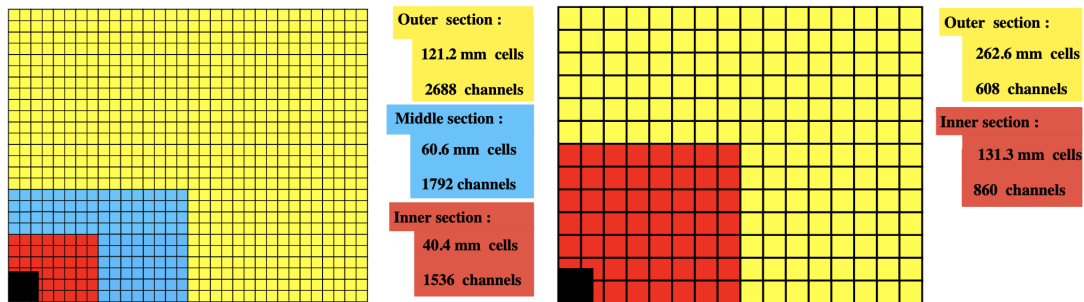 Outer section :
121.2 mm cells
2688 channels
Middle section :
60.6 mm cells
1792 channels
Inner section :
40.4 mm cells
1536 channels
Outer section :
262.6 mm cells
608 channels
Inner section :
131.3 mm cells
860 channels